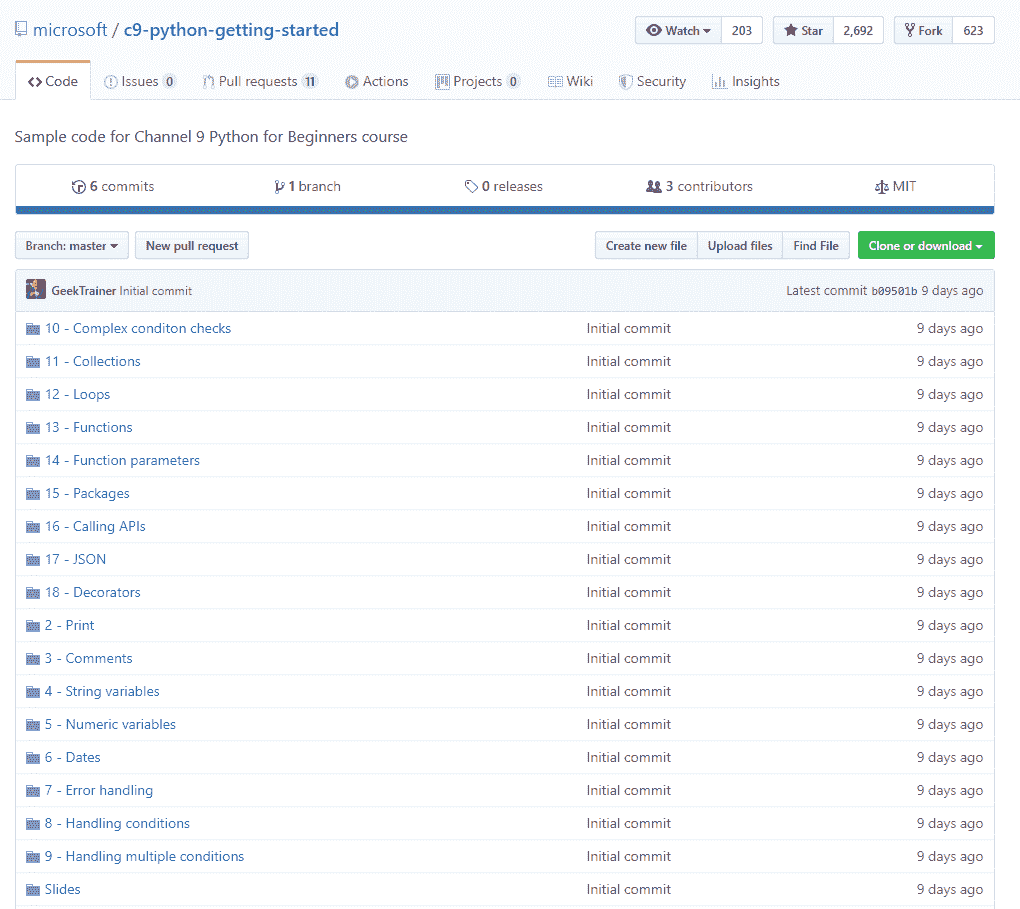 microsoft / c9-python-getting-started Watch 203 Star 2,692 Fork 623
Code Issues 0 Pull requests 11 Actions Projects 0 Wiki Security Insights
Sample code for Channel 9 Python for Beginners course
6 commits 1 branch 0 releases 3 contributors MIT
Branch: master New pull request Create new file Upload files Find File Clone or download
GeekTrainer Initial commit Latest commit b09501b 9 days ago
10 - Complex conditon checks Initial commit 9 days ago
11 - Collections Initial commit 9 days ago
12 - Loops Initial commit 9 days ago
13 - Functions Initial commit 9 days ago
14 - Function parameters Initial commit 9 days ago
15 - Packages Initial commit 9 days ago
16 - Calling APIs Initial commit 9 days ago
17 - JSON Initial commit 9 days ago
18 - Decorators Initial commit 9 days ago
2 - Print Initial commit 9 days ago
3 - Comments Initial commit 9 days ago
4 - String variables Initial commit 9 days ago
5 - Numeric variables Initial commit 9 days ago
6 - Dates Initial commit 9 days ago
7 - Error handling Initial commit 9 days ago
8 - Handling conditions Initial commit 9 days ago
9 - Handling multiple conditions Initial commit 9 days ago
Slides Initial commit 9 days ago